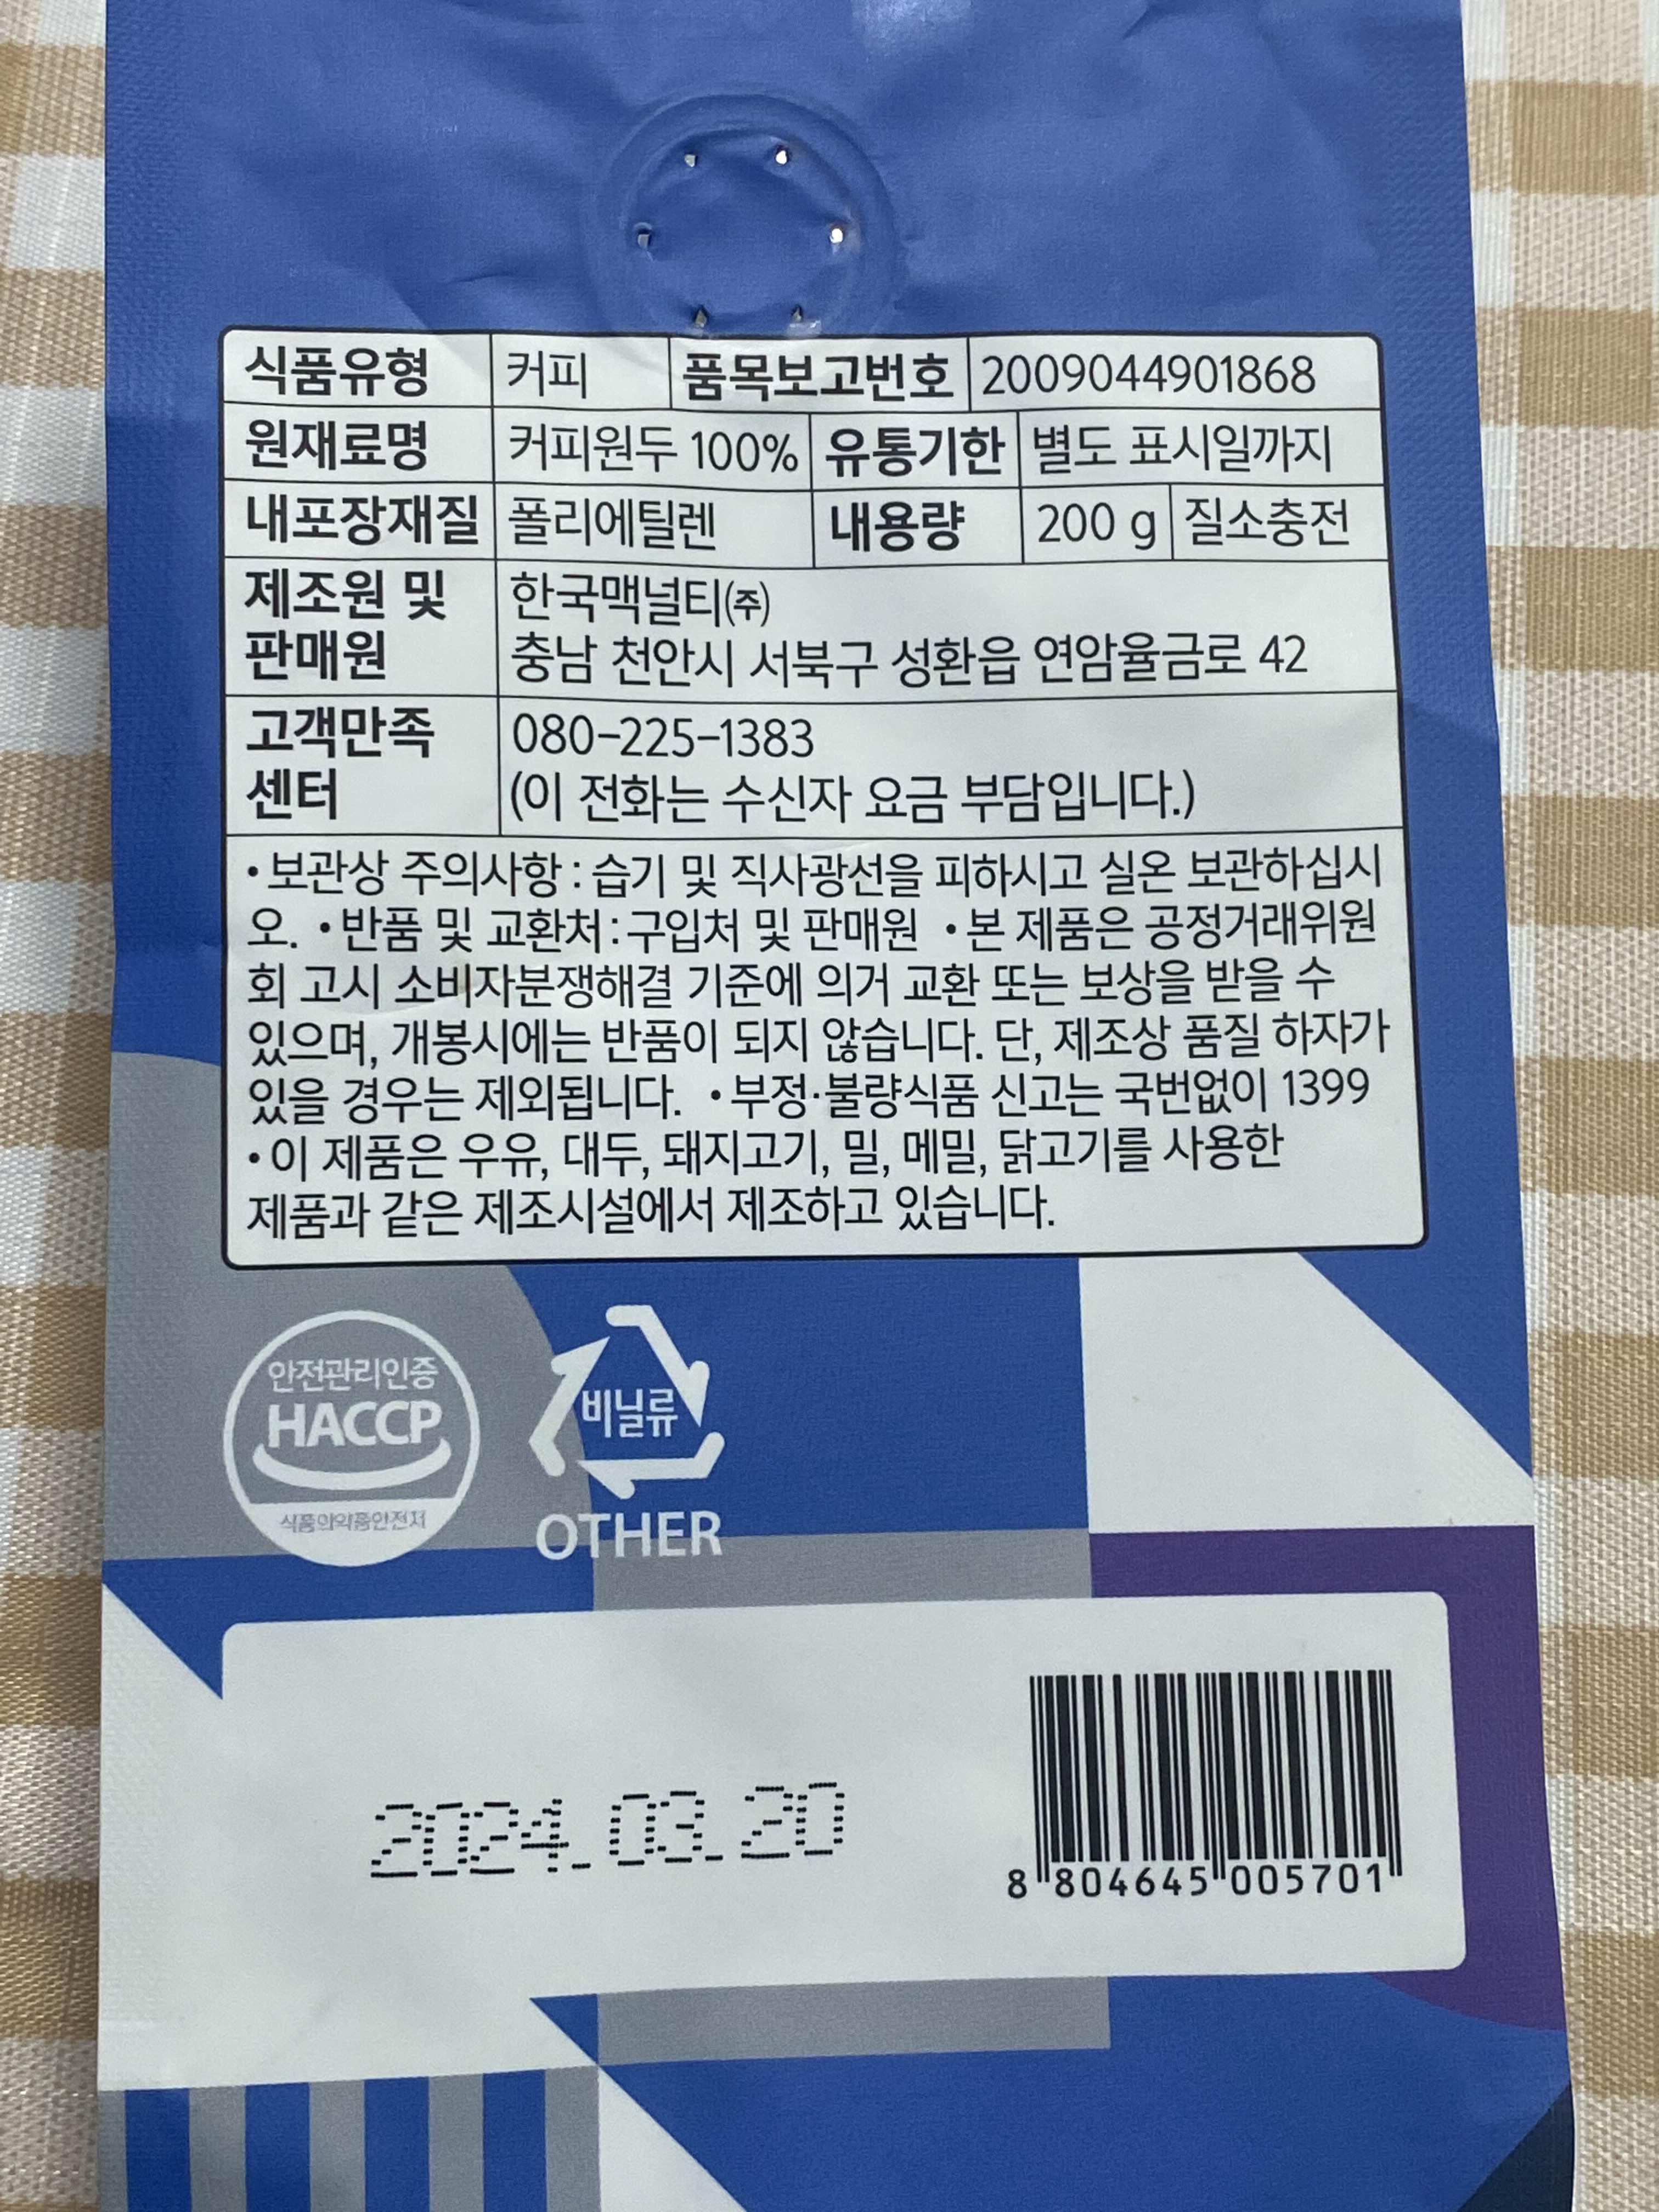 식품유형 커피 품목보고번호 2009044901868
원재료명 커피원두 100% 유통기한 별도 표시일까지
내포장재질 폴리에틸렌 내용량 200 g 질소충전
제조원 및 판매원
한국맥널티㈜
충남 천안시 서북구 성환읍 연암율금로 42
고객만족 센터
080-225-1383
(이 전화는 수신자 요금 부담입니다.)
• 보관상 주의사항 : 습기 및 직사광선을 피하시고 실온 보관하십시
오. • 반품 및 교환처 : 구입처 및 판매원 • 본 제품은 공정거래위원
회 고시 소비자분쟁해결 기준에 의거 교환 또는 보상을 받을 수
있으며, 개봉시에는 반품이 되지 않습니다. 단, 제조상 품질 하자가
있을 경우는 제외됩니다. • 부정·불량식품 신고는 국번없이 1399
• 이 제품은 우유, 대두, 돼지고기, 밀, 메밀, 닭고기를 사용한
제품과 같은 제조시설에서 제조하고 있습니다.
안전관리인증
HACCP
식품의약품안전처
비닐류
OTHER
2024.03.20
8 804645 005701